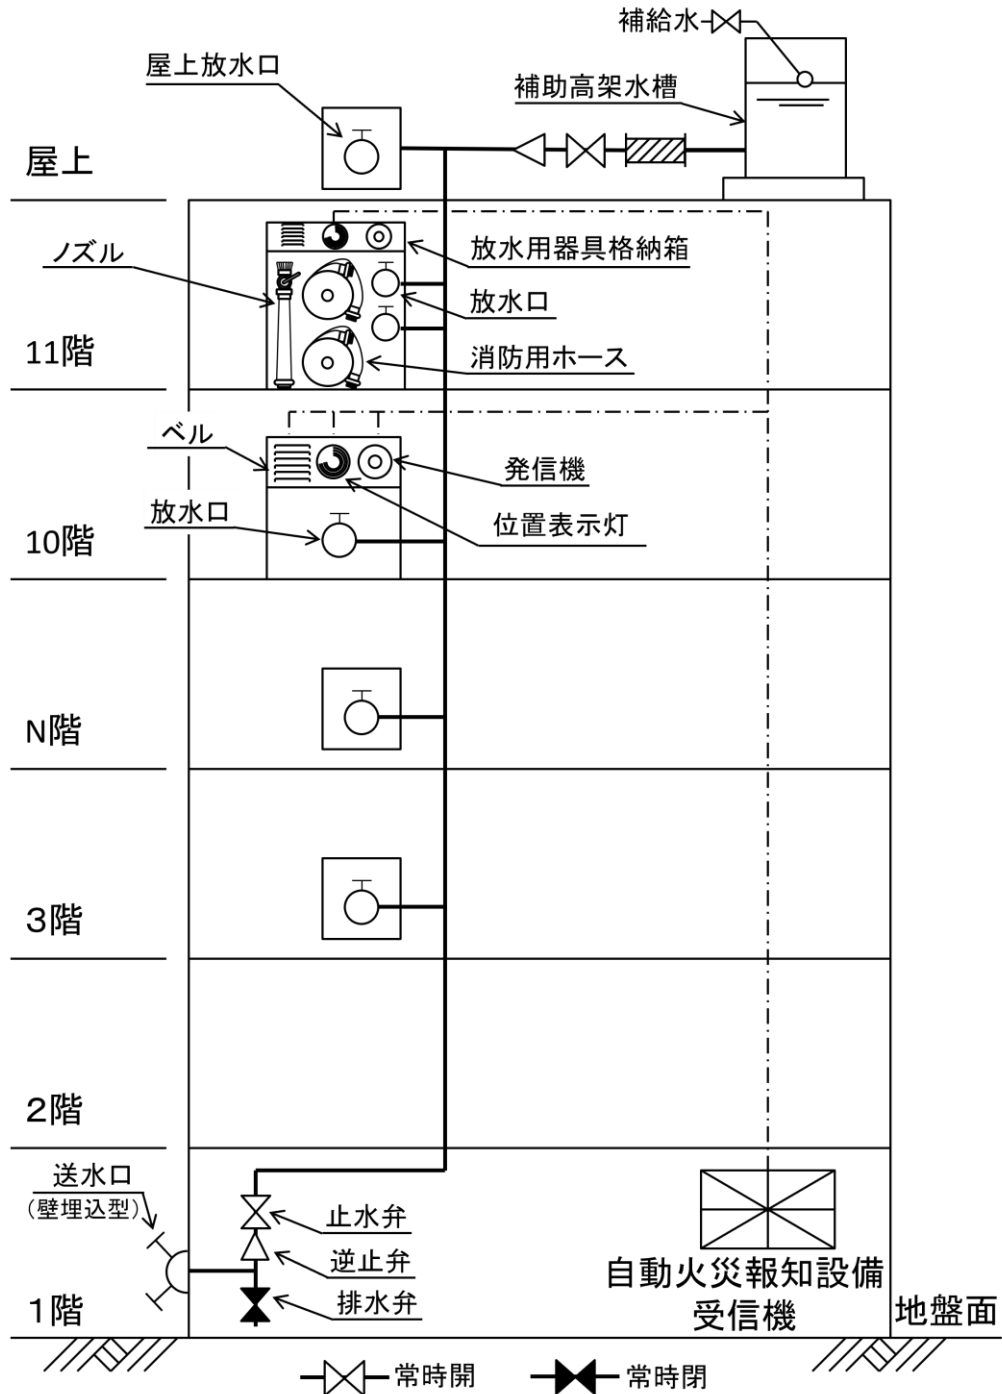 補給水
屋上放水口
補助高架水槽
屋上
ノズル
放水用器具格納箱
放水口
11階
消防用ホース
ベル
発信機
放水口
位置表示灯
10階
N階
3階
2階
送水口
(壁埋込型)
止水弁
逆止弁
排水弁
自動火災報知設備
受信機
1階
地盤面
常時開
常時閉